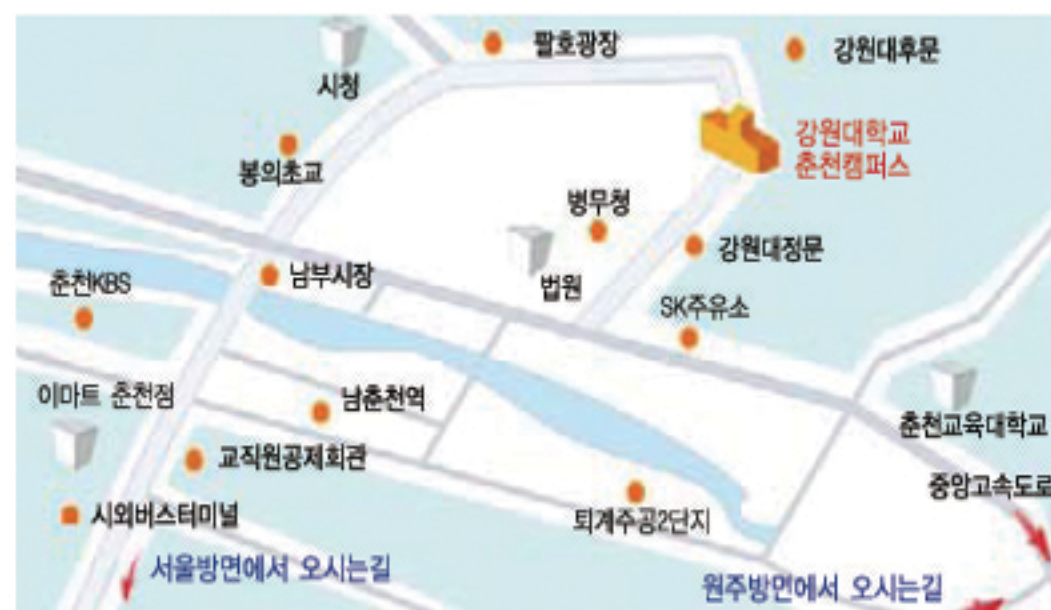 팔호광장
강원대후문
시청
강원대학교
춘천캠퍼스
봉의초교
병무청
강원대정문
남부시장
춘천KBS
법원
SK주유소
이마트 춘천점
남춘천역
춘천교육대학교
교직원공제회관
중앙고속도로
시외버스터미널
퇴계주공2단지
서울방면에서 오시는길
원주방면에서 오시는길